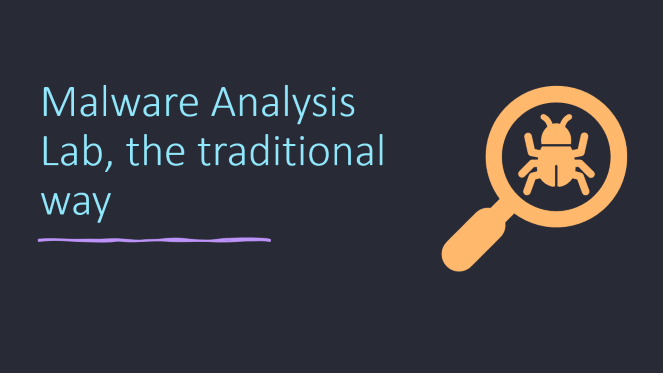 Malware Analysis
Lab, the traditional
way